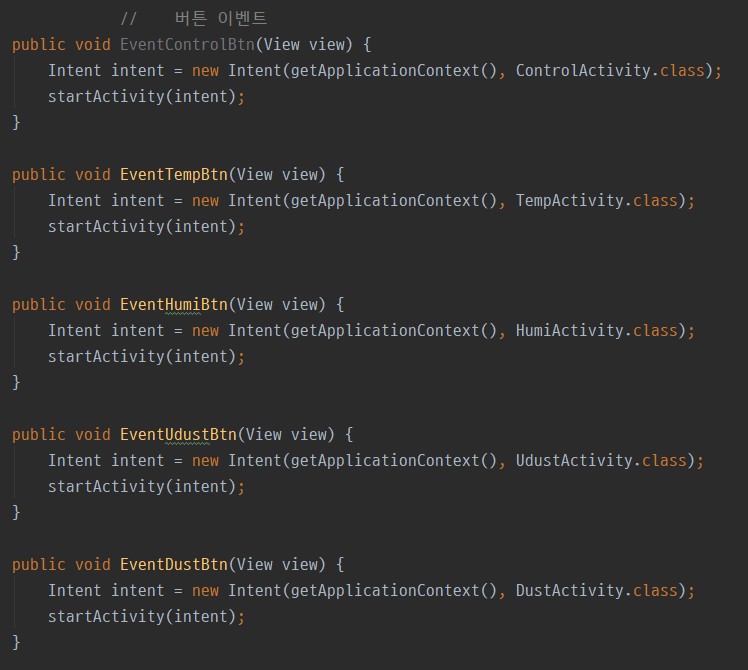 //    버튼 이벤트
public void EventControlBtn(View view) {
    Intent intent = new Intent(getApplicationContext(), ControlActivity.class);
    startActivity(intent);
}

public void EventTempBtn(View view) {
    Intent intent = new Intent(getApplicationContext(), TempActivity.class);
    startActivity(intent);
}

public void EventHumiBtn(View view) {
    Intent intent = new Intent(getApplicationContext(), HumiActivity.class);
    startActivity(intent);
}

public void EventUdustBtn(View view) {
    Intent intent = new Intent(getApplicationContext(), UdustActivity.class);
    startActivity(intent);
}

public void EventDustBtn(View view) {
    Intent intent = new Intent(getApplicationContext(), DustActivity.class);
    startActivity(intent);
}